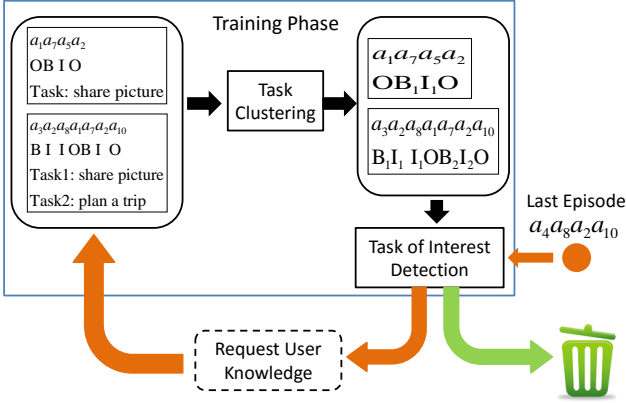 Training Phase
a₁a₇a₅a₂
OB I O
Task: share picture
a₃a₂a₈a₁a₇a₂a₁₀
B I I OB I O
Task1: share picture
Task2: plan a trip
Task
Clustering
a₁a₇a₅a₂
OB₁I₁O
a₃a₂a₈a₁a₇a₂a₁₀
B₁I₁ I₁OB₂I₂O
Last Episode
a₄a₈a₂a₁₀
Task of Interest
Detection
Request User
Knowledge